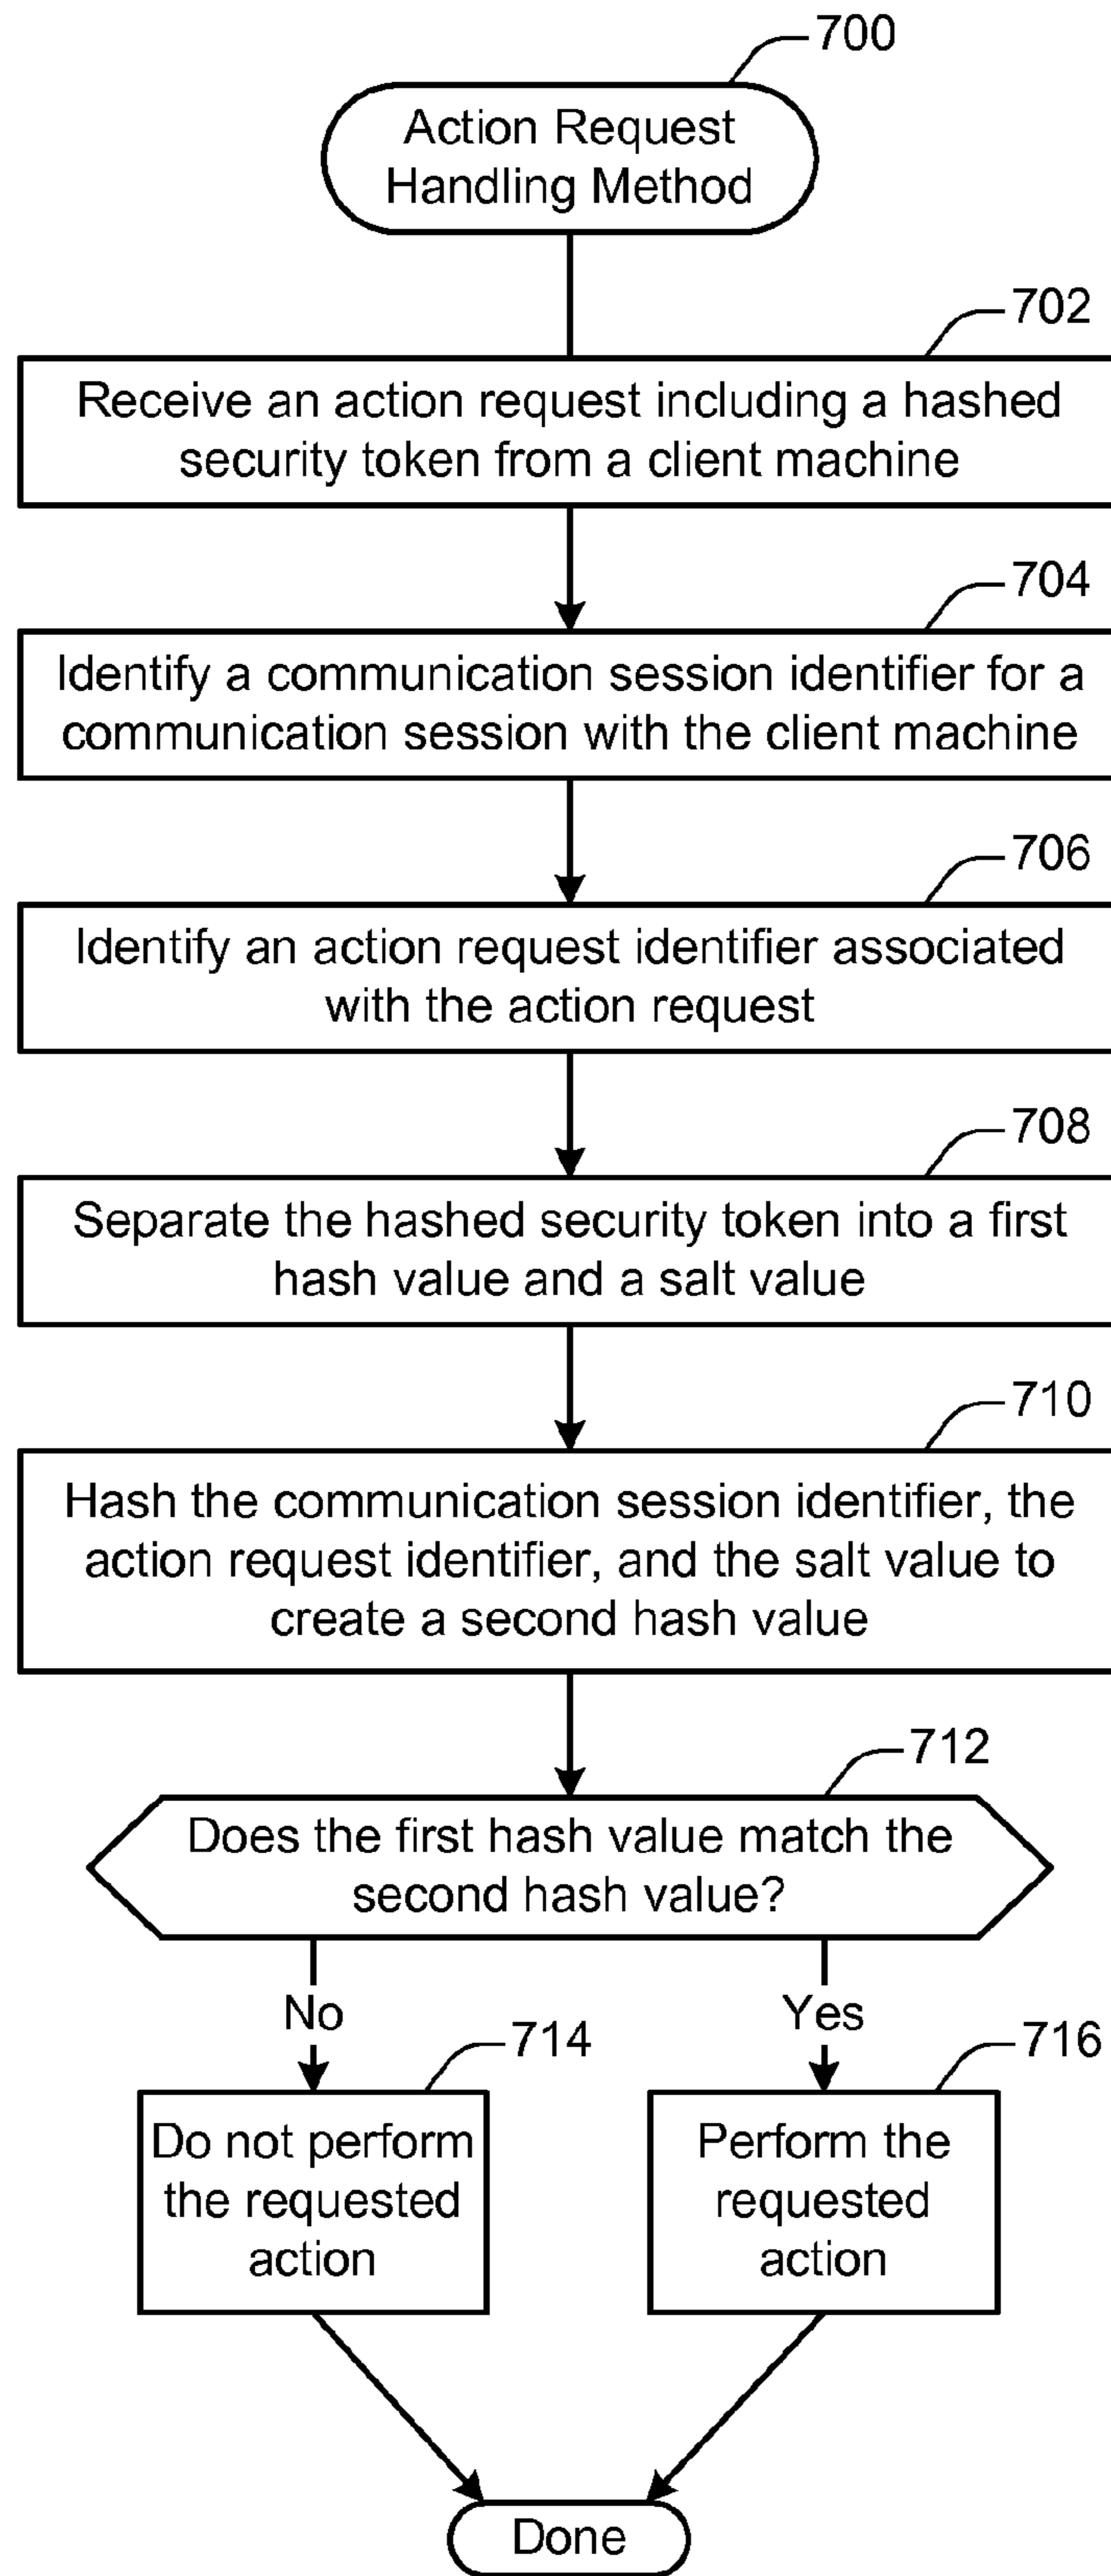 700
Action Request
Handling Method
702
Receive an action request including a hashed
security token from a client machine
704
Identify a communication session identifier for a
communication session with the client machine
706
Identify an action request identifier associated
with the action request
708
Separate the hashed security token into a first
hash value and a salt value
710
Hash the communication session identifier, the
action request identifier, and the salt value to
create a second hash value
712
Does the first hash value match the
second hash value?
No
Yes
714
716
Do not perform
the requested
action
Perform the
requested
action
Done